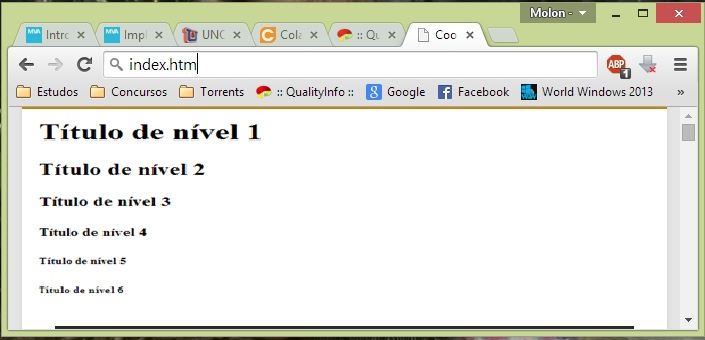 Molon -
Intro
Impl
UNC
Cola
:: Qu
Coo
index.htm
ABP
1
Estudos
Concursos
Torrents
:: QualityInfo ::
Google
Facebook
World Windows 2013
»
Título de nível 1
Título de nível 2
Título de nível 3
Título de nível 4
Título de nível 5
Título de nível 6